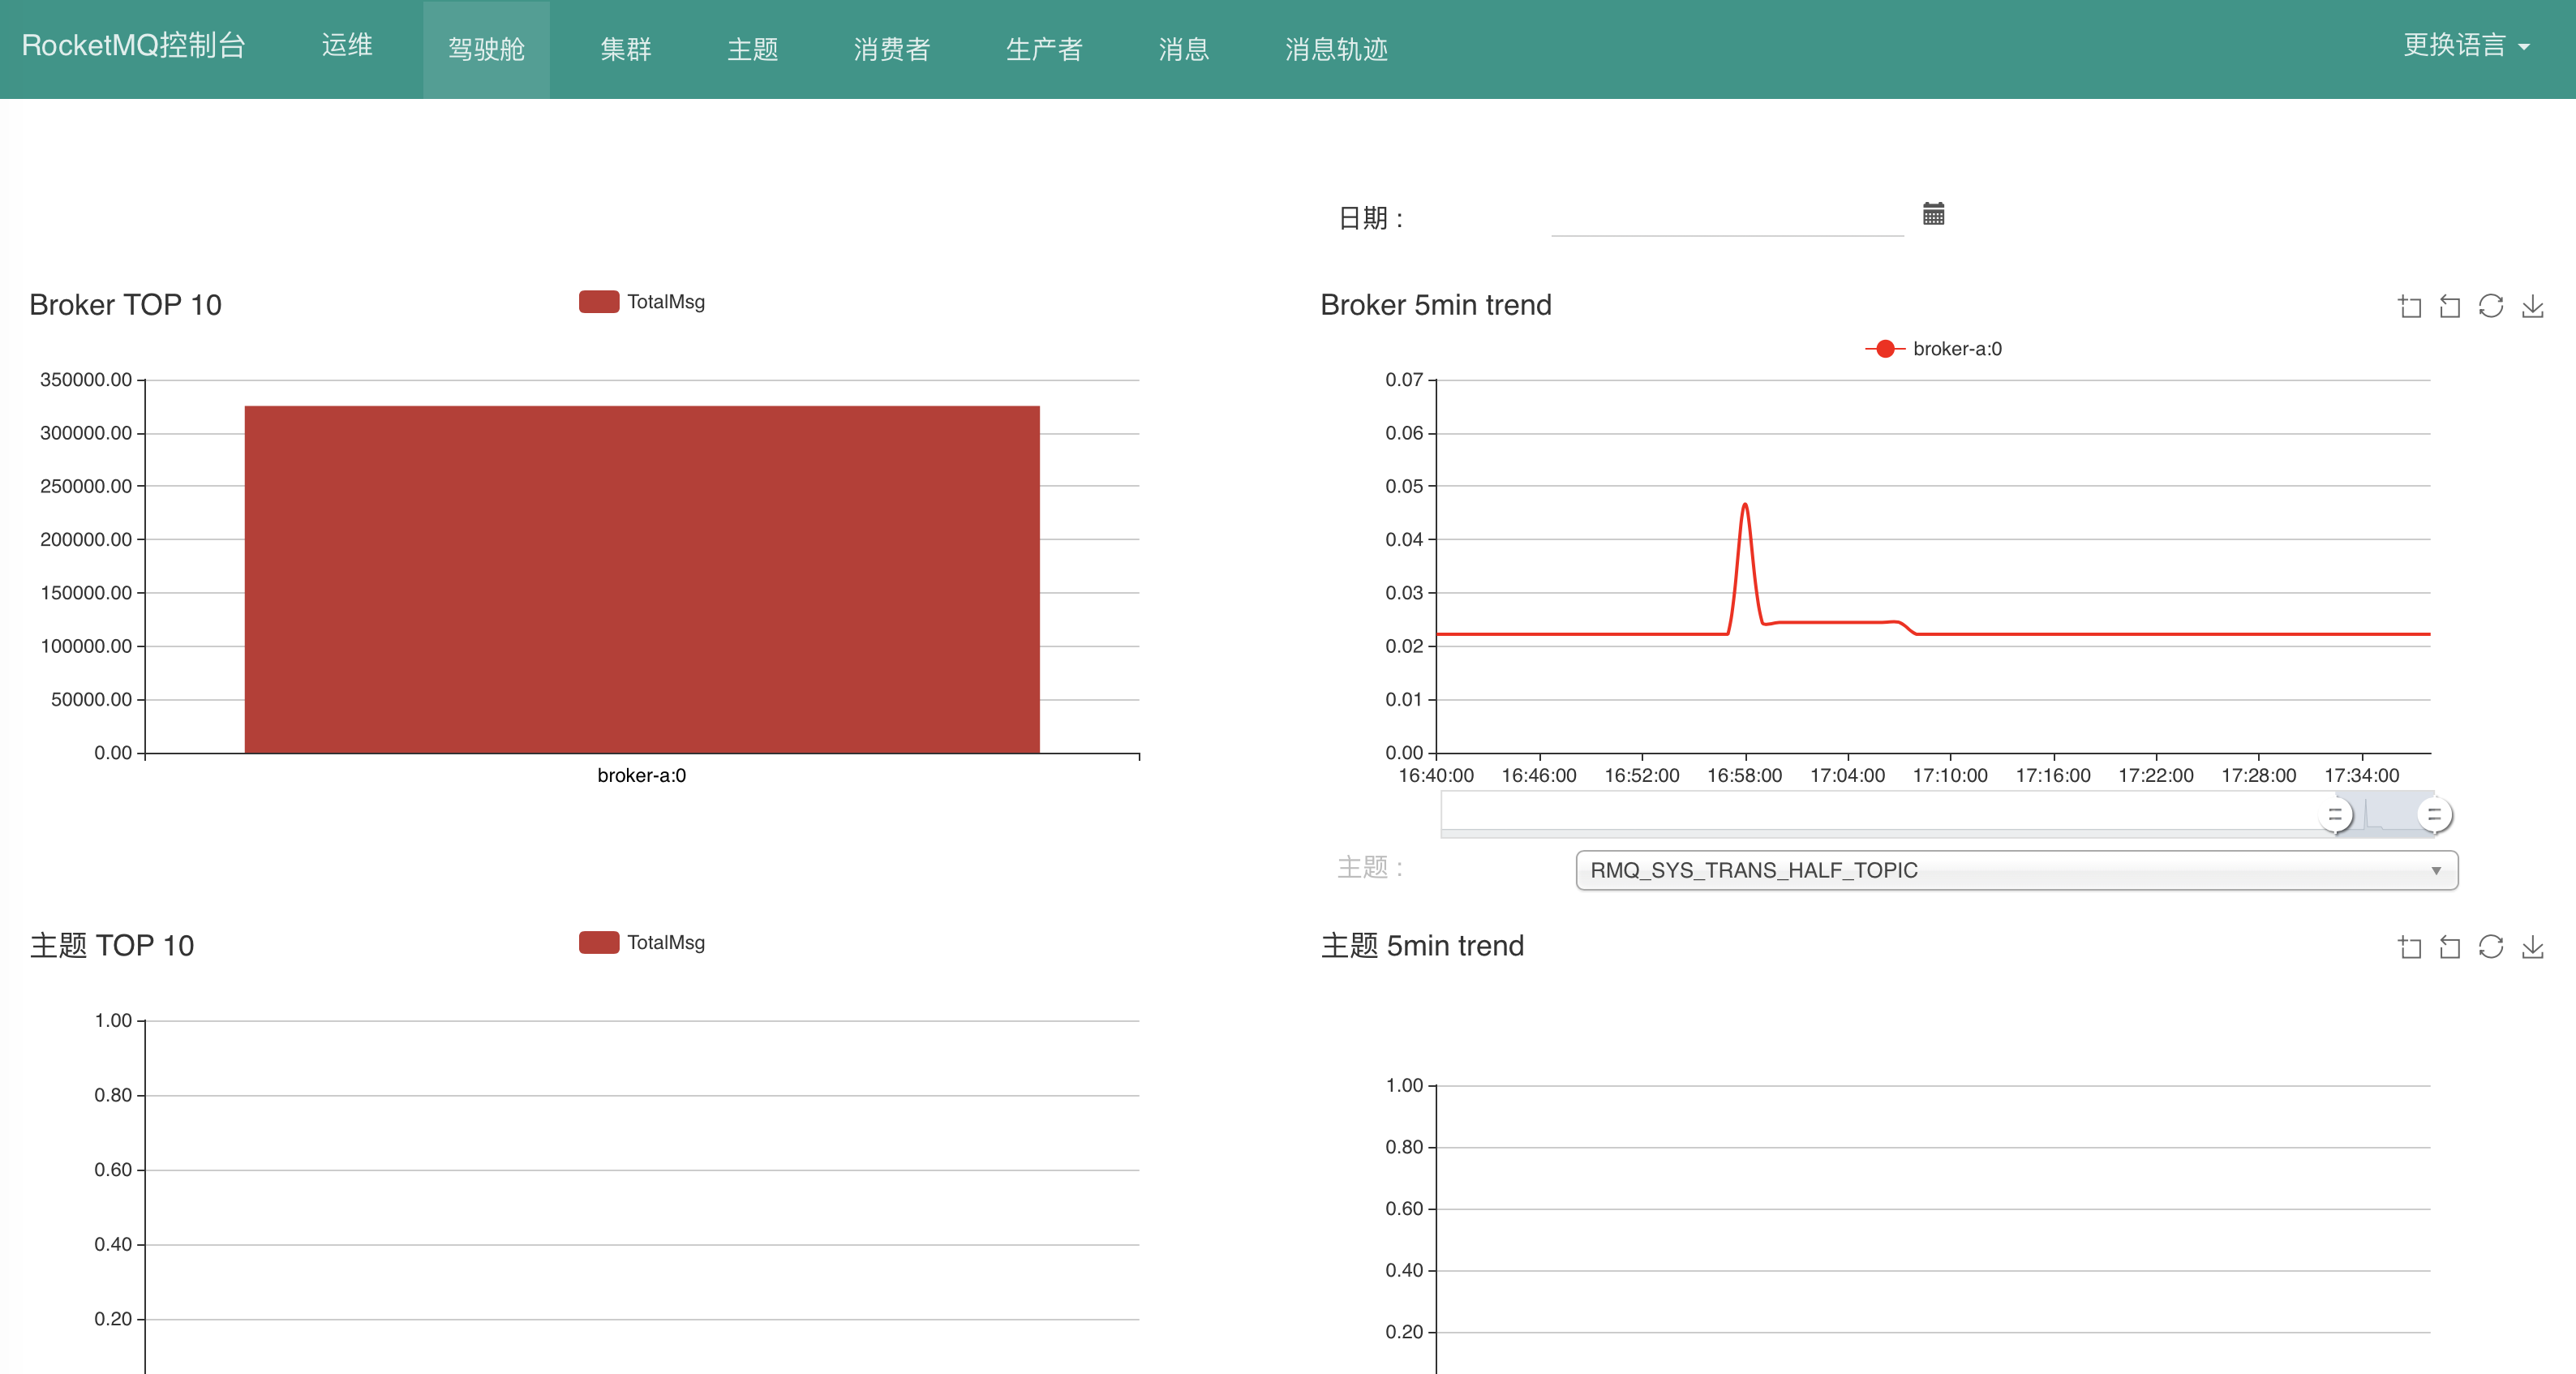 RocketMQ控制台 运维 驾驶舱 集群 主题 消费者 生产者 消息 消息轨迹 更换语言
日期 :
Broker TOP 10
TotalMsg
350000.00
300000.00
250000.00
200000.00
150000.00
100000.00
50000.00
0.00
broker-a:0
Broker 5min trend
broker-a:0
0.07
0.06
0.05
0.04
0.03
0.02
0.01
0.00
16:40:00 16:46:00 16:52:00 16:58:00 17:04:00 17:10:00 17:16:00 17:22:00 17:28:00 17:34:00
主题 :
RMQ_SYS_TRANS_HALF_TOPIC
主题 TOP 10
TotalMsg
1.00
0.80
0.60
0.40
0.20
主题 5min trend
1.00
0.80
0.60
0.40
0.20